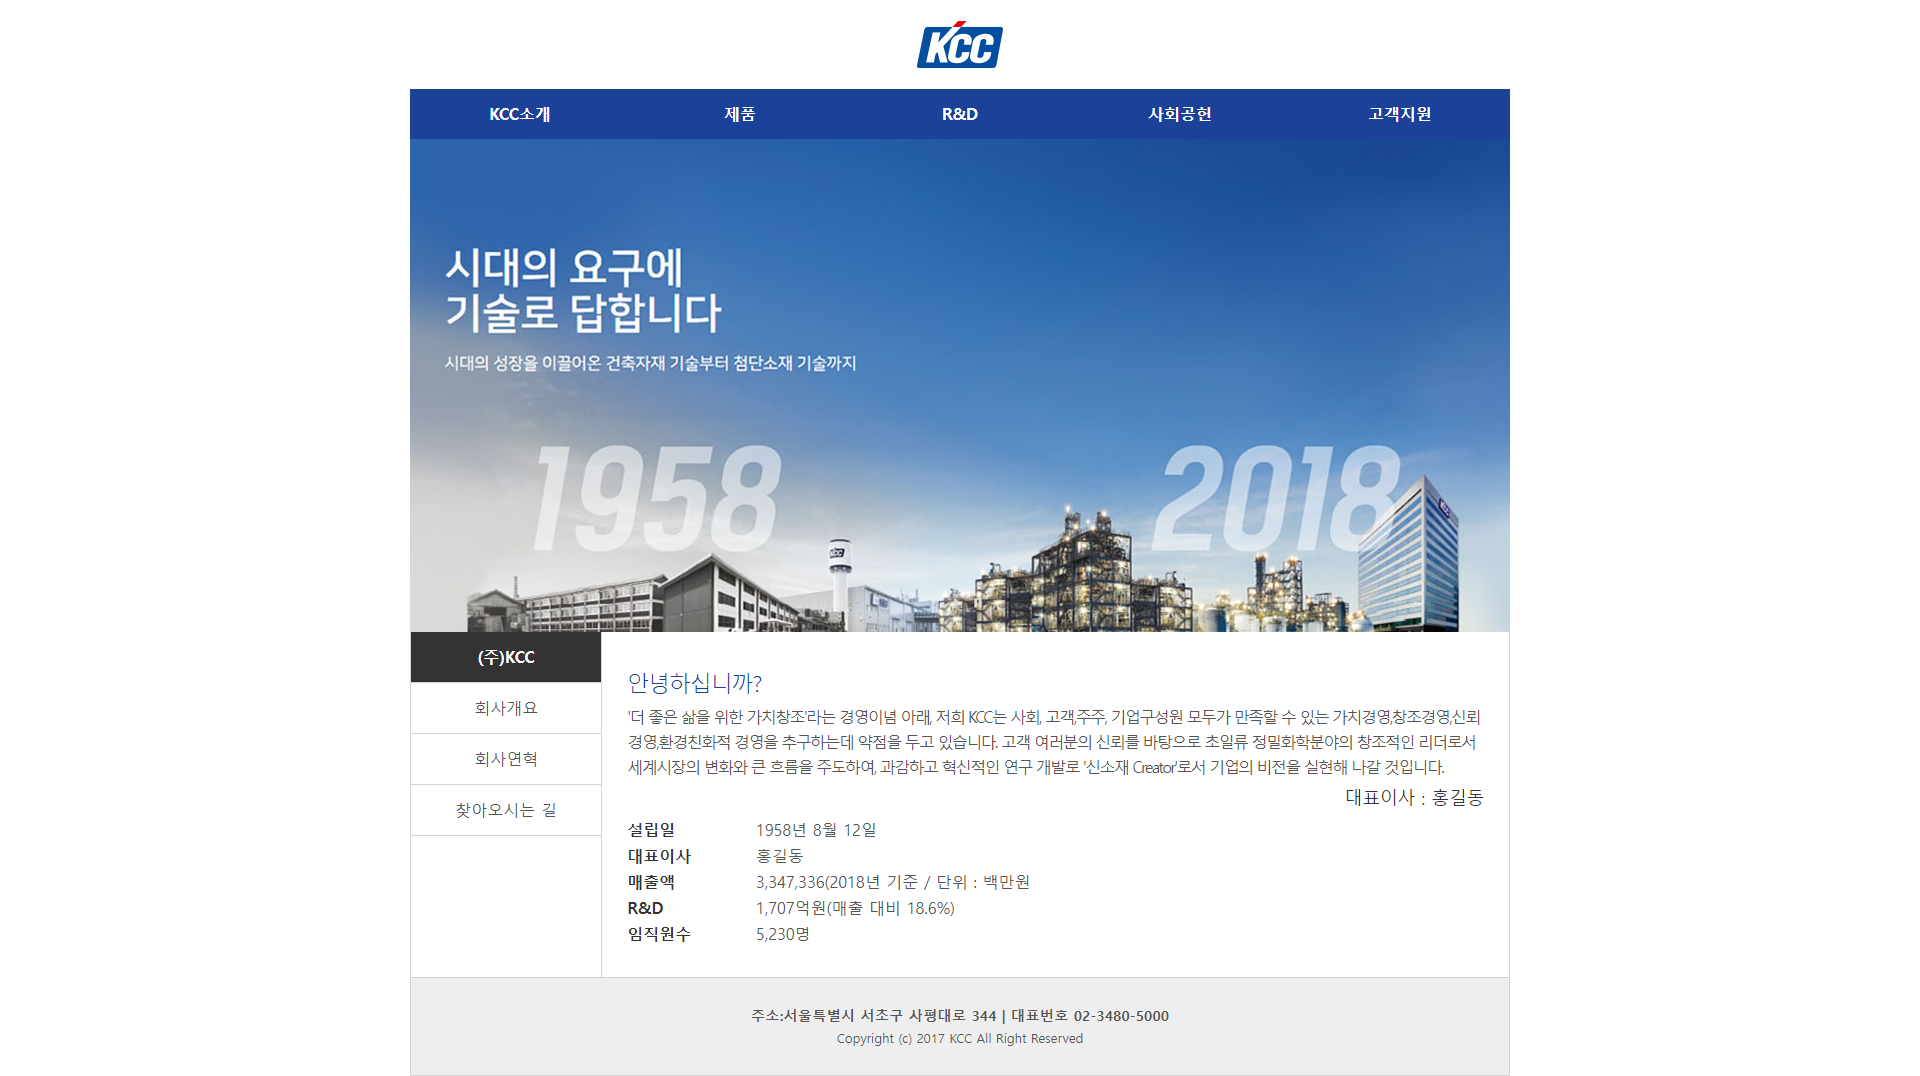 KCC
KCC소개 제품 R&D 사회공헌 고객지원
시대의 요구에
기술로 답합니다
시대의 성장을 이끌어온 건축자재 기술부터 첨단소재 기술까지
1958 2018
KCC
KCC
(주)KCC
회사개요
회사연혁
찾아오시는 길
안녕하십니까?
'더 좋은 삶을 위한 가치창조'라는 경영이념 아래, 저희 KCC는 사회, 고객,주주, 기업구성원 모두가 만족할 수 있는 가치경영,창조경영,신뢰
경영,환경친화적 경영을 추구하는데 약점을 두고 있습니다. 고객 여러분의 신뢰를 바탕으로 초일류 정밀화학분야의 창조적인 리더로서
세계시장의 변화와 큰 흐름을 주도하여, 과감하고 혁신적인 연구 개발로 '신소재 Creator'로서 기업의 비전을 실현해 나갈 것입니다.
대표이사 : 홍길동
설립일 1958년 8월 12일
대표이사 홍길동
매출액 3,347,336(2018년 기준 / 단위 : 백만원
R&D 1,707억원(매출 대비 18.6%)
임직원수 5,230명
주소:서울특별시 서초구 사평대로 344 | 대표번호 02-3480-5000
Copyright (c) 2017 KCC All Right Reserved